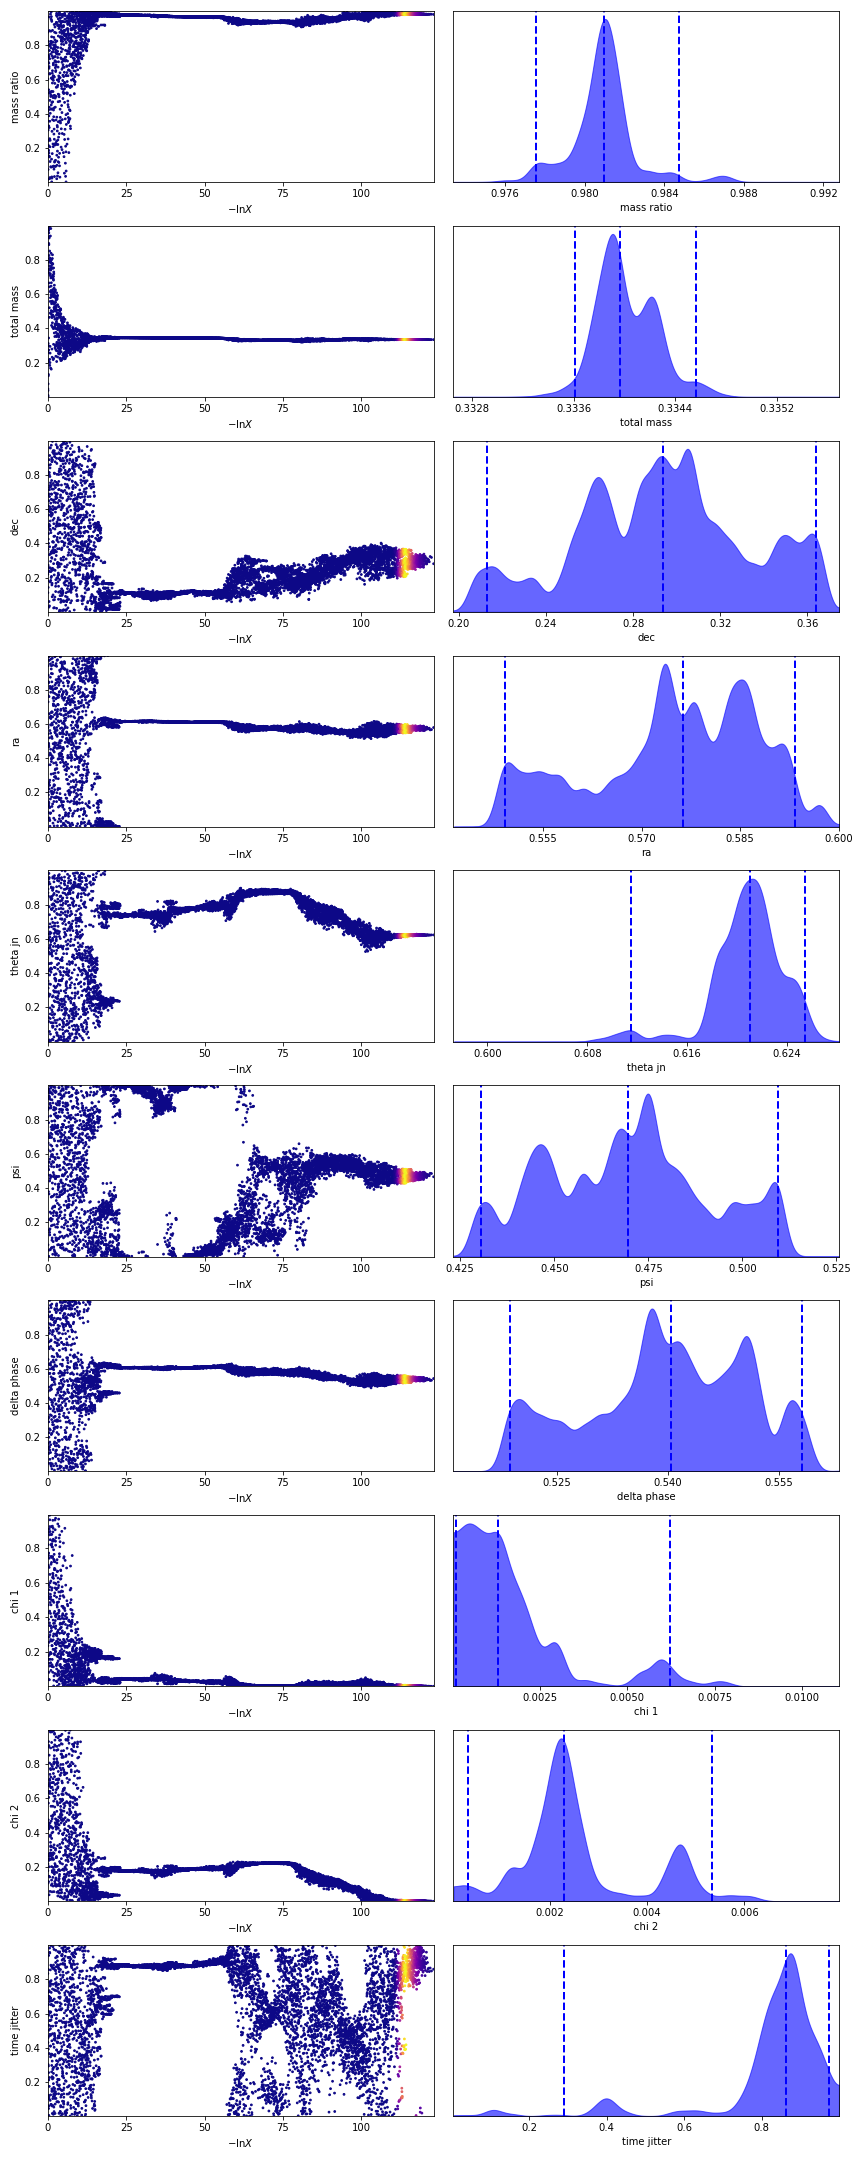 0.8
0.6
0.4
0.2
mass ratio
0 25 50 75 100
−lnX
0.976 0.980 0.984 0.988 0.992
mass ratio
0.8
0.6
0.4
0.2
total mass
0 25 50 75 100
−lnX
0.3328 0.3336 0.3344 0.3352
total mass
0.8
0.6
0.4
0.2
dec
0 25 50 75 100
−lnX
0.20 0.24 0.28 0.32 0.36
dec
0.8
0.6
0.4
0.2
ra
0 25 50 75 100
−lnX
0.555 0.570 0.585 0.600
ra
0.8
0.6
0.4
0.2
theta jn
0 25 50 75 100
−lnX
0.600 0.608 0.616 0.624
theta jn
0.8
0.6
0.4
0.2
psi
0 25 50 75 100
−lnX
0.425 0.450 0.475 0.500 0.525
psi
0.8
0.6
0.4
0.2
delta phase
0 25 50 75 100
−lnX
0.525 0.540 0.555
delta phase
0.8
0.6
0.4
0.2
chi 1
0 25 50 75 100
−lnX
0.0025 0.0050 0.0075 0.0100
chi 1
0.8
0.6
0.4
0.2
chi 2
0 25 50 75 100
−lnX
0.002 0.004 0.006
chi 2
0.8
0.6
0.4
0.2
time jitter
0 25 50 75 100
−lnX
0.2 0.4 0.6 0.8
time jitter